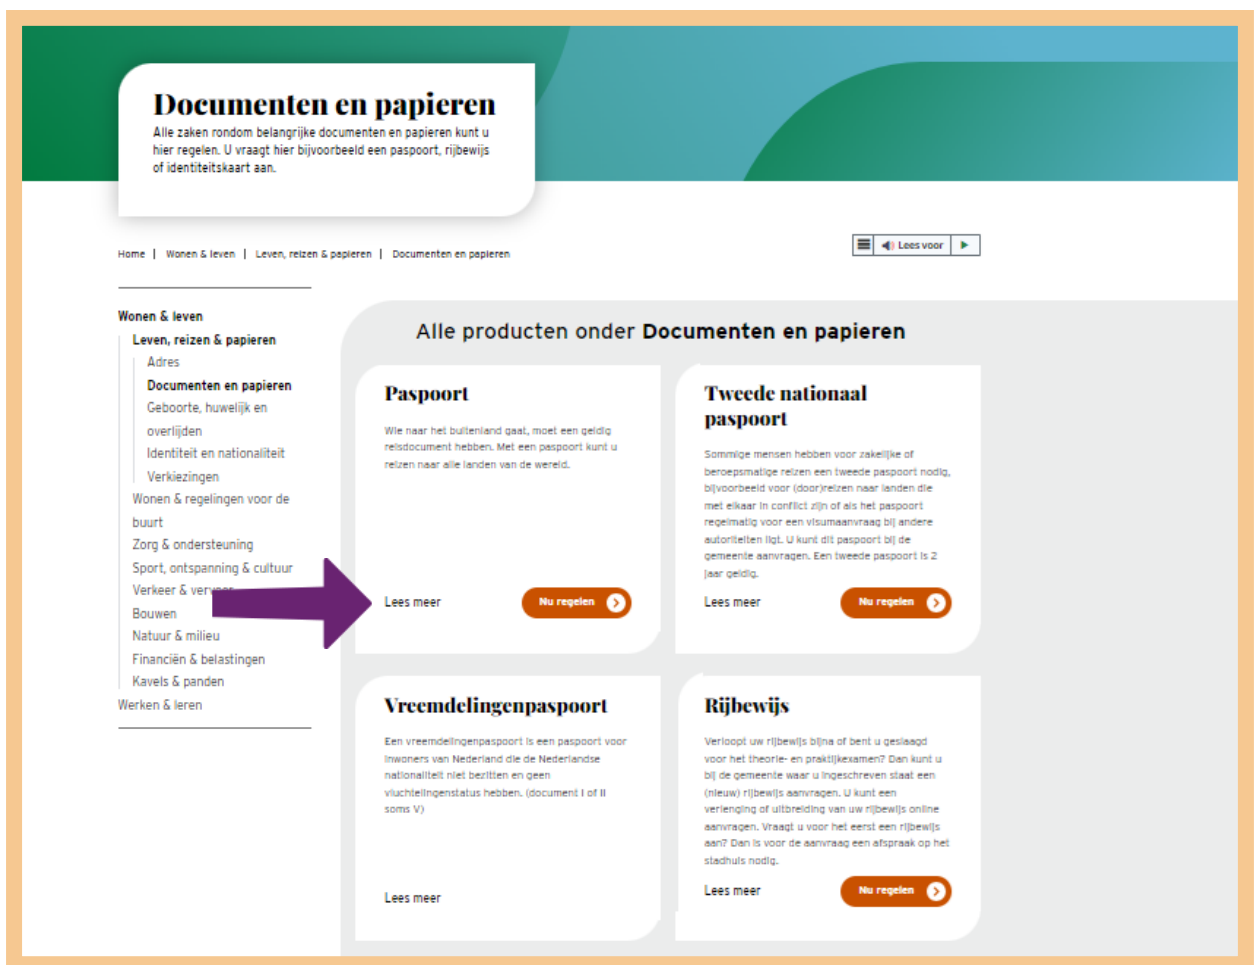 Documenten en papieren
Alle zaken rondom belangrijke documenten en papieren kunt u
hier regelen. U vraagt hier bijvoorbeeld een paspoort, rijbewijs
of identiteitskaart aan.
Home | Wonen & leven | Leven, reizen & papieren | Documenten en papieren
Lees voor
Wonen & leven
Leven, reizen & papieren
Adres
Documenten en papieren
Geboorte, huwelijk en
overlijden
Identiteit en nationaliteit
Verkiezingen
Wonen & regelingen voor de
buurt
Zorg & ondersteuning
Sport, ontspanning & cultuur
Verkeer & vervoer
Bouwen
Natuur & milieu
Financiën & belastingen
Kavels & panden
Werken & leren
Alle producten onder Documenten en papieren
Paspoort
Wie naar het buitenland gaat, moet een geldig
reisdocument hebben. Met een paspoort kunt u
reizen naar alle landen van de wereld.
Lees meer
Nu regelen
Tweede nationaal
paspoort
Sommige mensen hebben voor zakelijke of
beroepsmatige reizen een tweede paspoort nodig,
bijvoorbeeld voor (door)reizen naar landen die
met elkaar in conflict zijn of als het paspoort
regelmatig voor een visumaanvraag bij andere
autoriteiten ligt. U kunt dit paspoort bij de
gemeente aanvragen. Een tweede paspoort is 2
jaar geldig.
Lees meer
Nu regelen
Vreemdelingenpaspoort
Een vreemdelingenpaspoort is een paspoort voor
inwoners van Nederland die de Nederlandse
nationaliteit niet bezitten en geen
vluchtelingenstatus hebben. (document I of II
soms V)
Lees meer
Rijbewijs
Verloopt uw rijbewijs bijna of bent u geslaagd
voor het theorie- en praktijkexamen? Dan kunt u
bij de gemeente waar u ingeschreven staat een
(nieuw) rijbewijs aanvragen. U kunt een
verlenging of uitbreiding van uw rijbewijs online
aanvragen. Vraagt u voor het eerst een rijbewijs
aan? Dan is voor de aanvraag een afspraak op het
stadhuis nodig.
Lees meer
Nu regelen